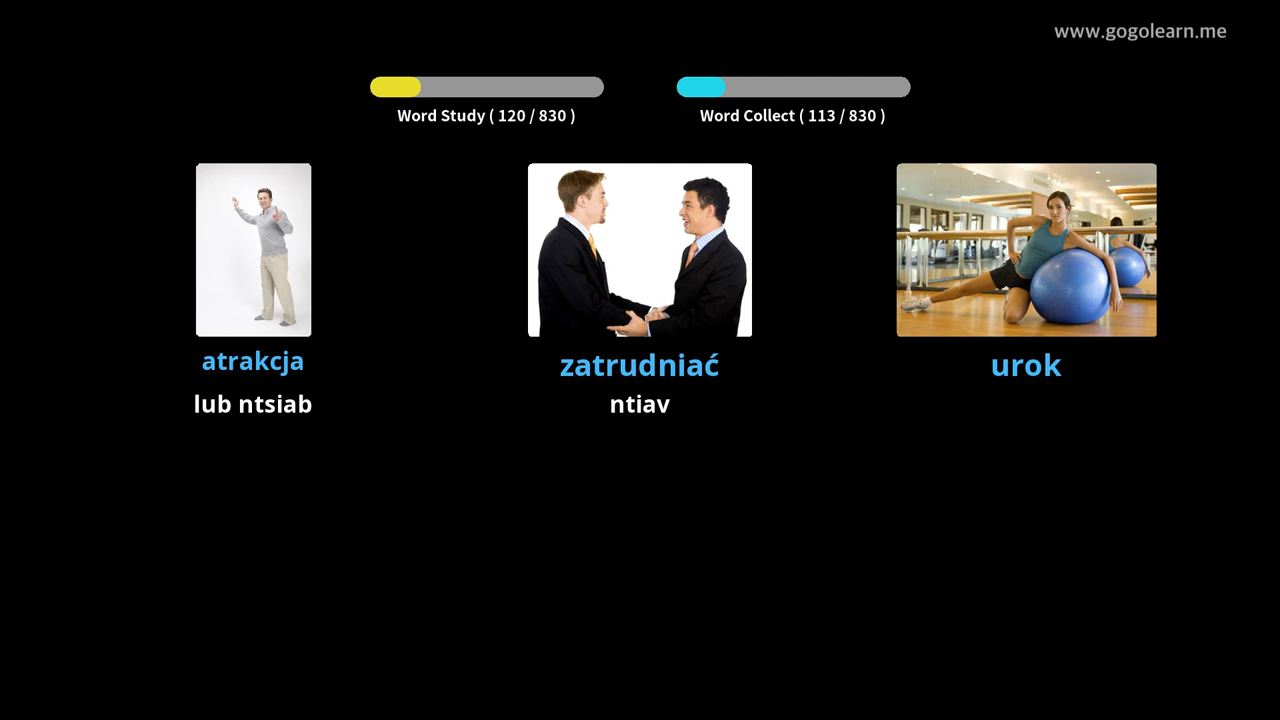 www.gogolearn.me
Word Study ( 120 / 830 )
Word Collect ( 113 / 830 )
atrakcja
zatrudniać
urok
lub ntsiab
ntiav